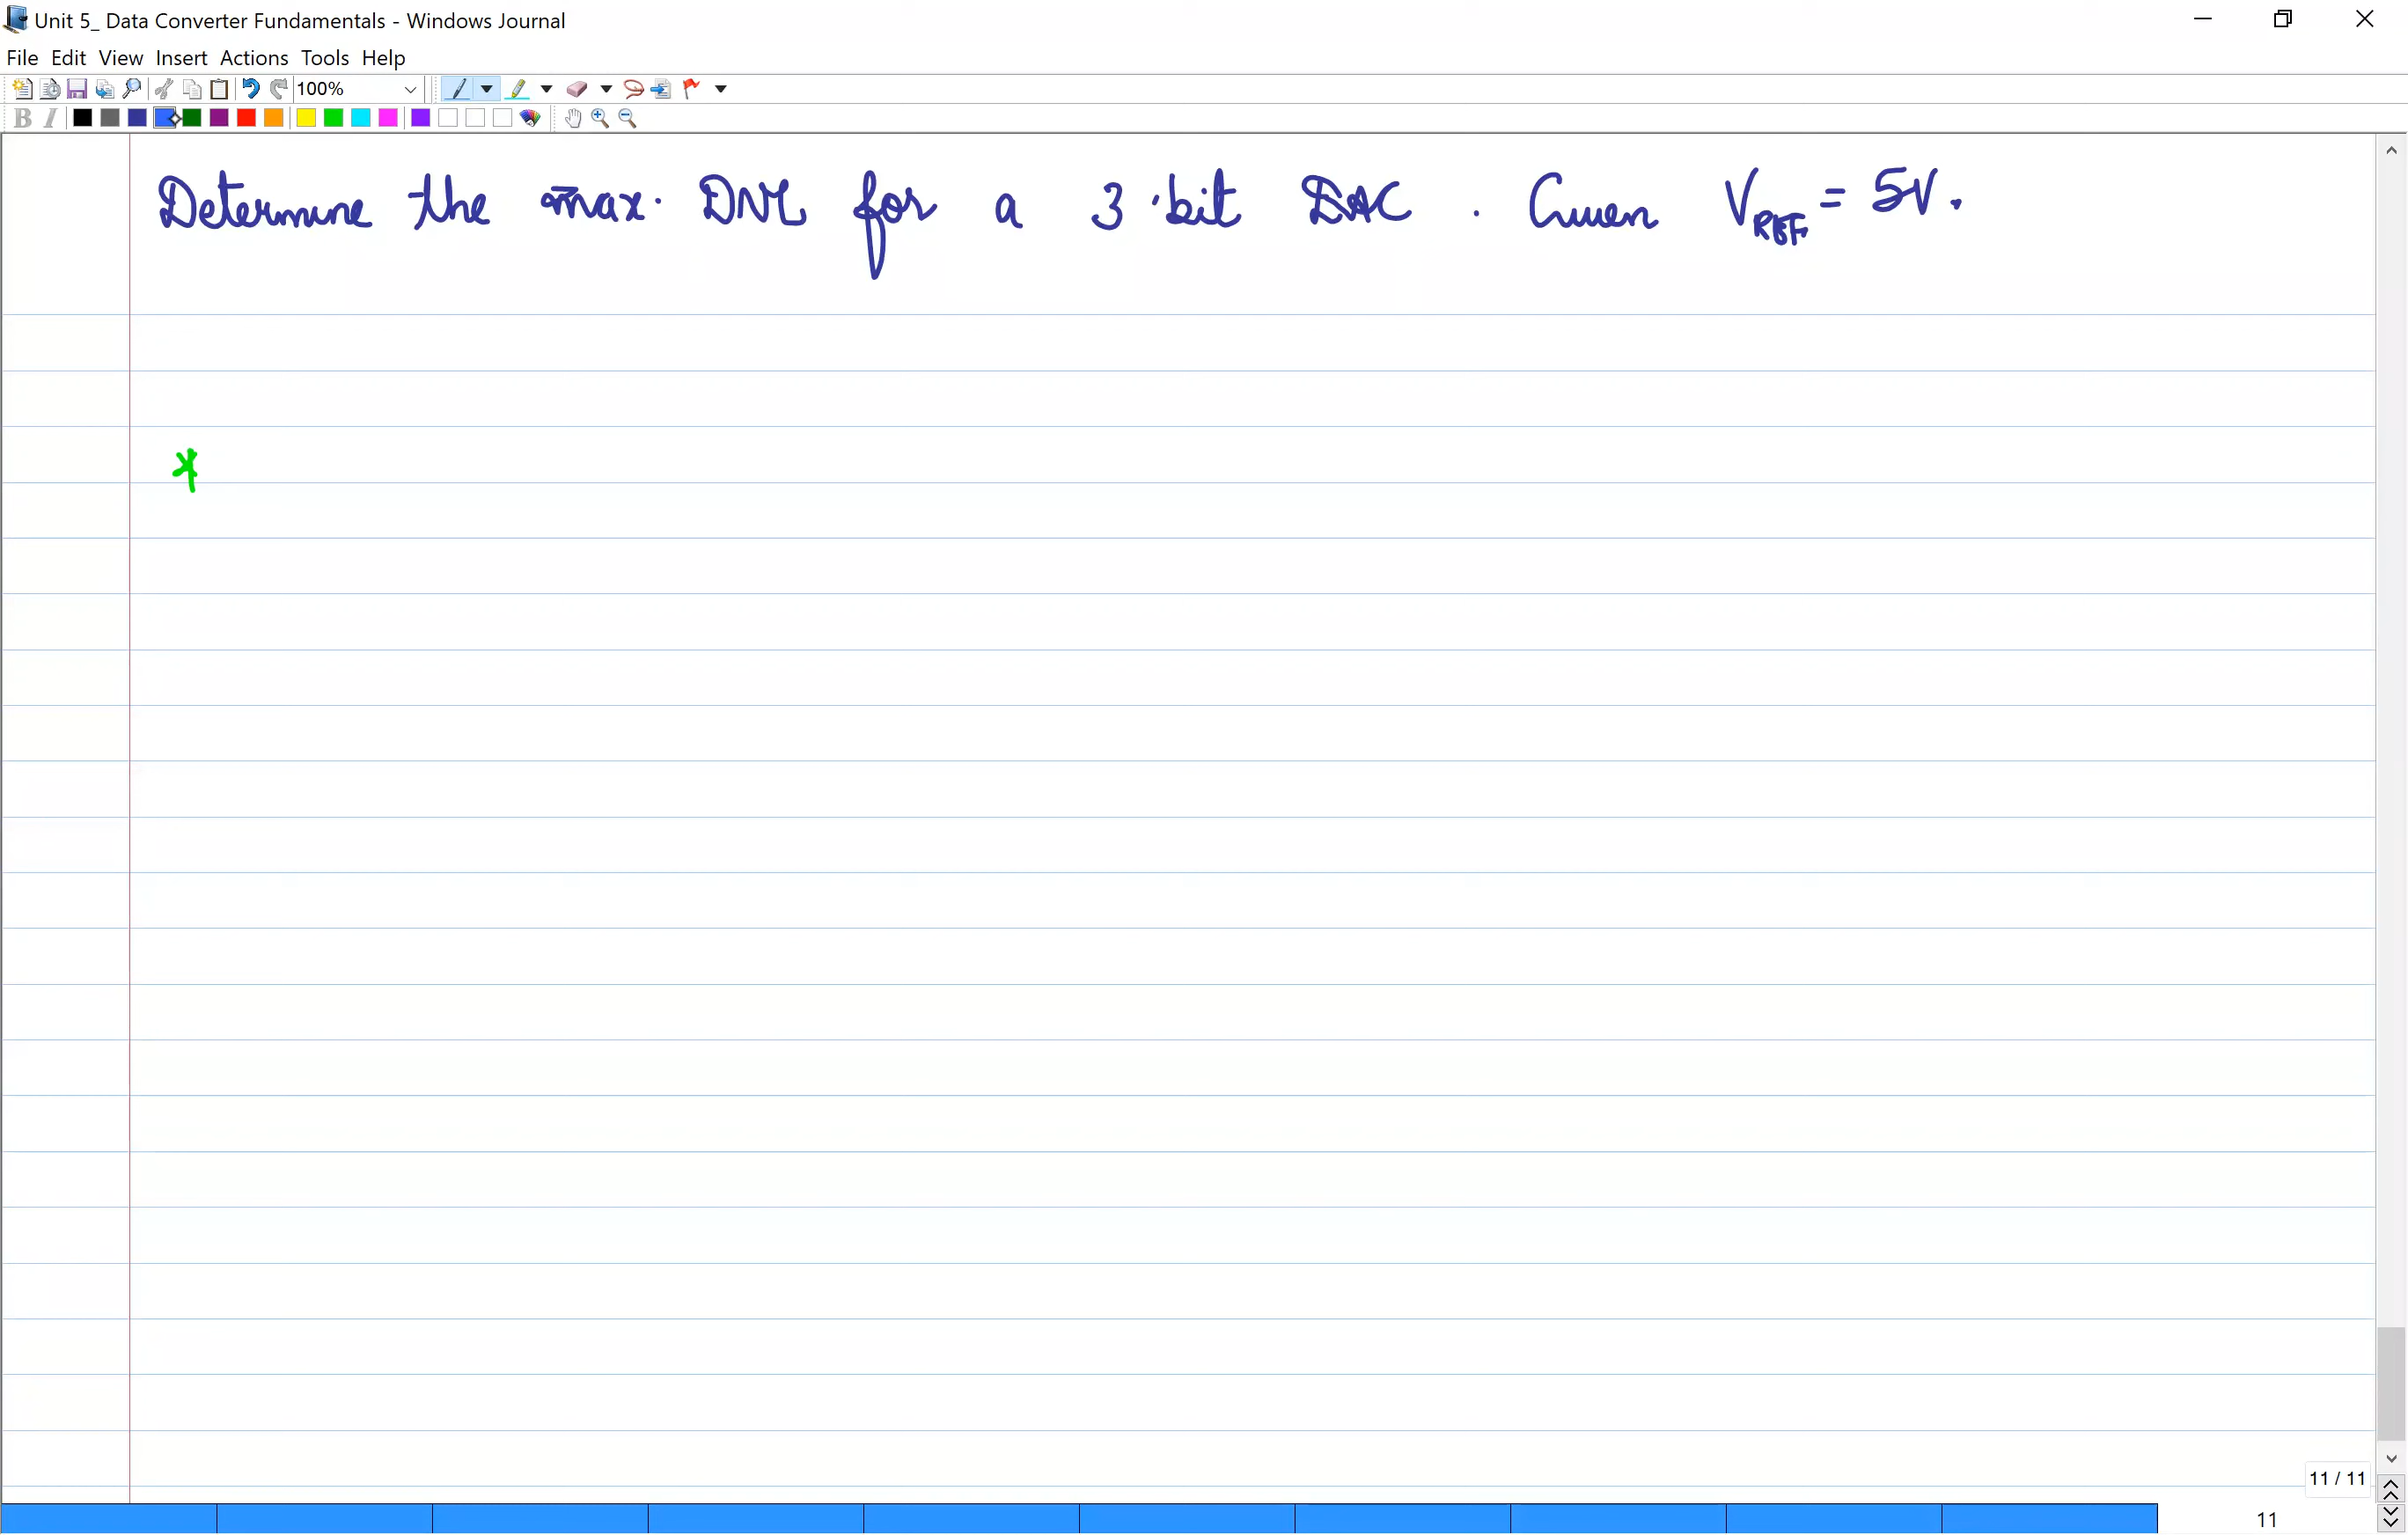 Unit 5_ Data Converter Fundamentals - Windows Journal
File Edit View Insert Actions Tools Help
100%
B I
Determine the max. DNL for a 3-bit DAC. Given VREF = 5V.
*
11 / 11
11